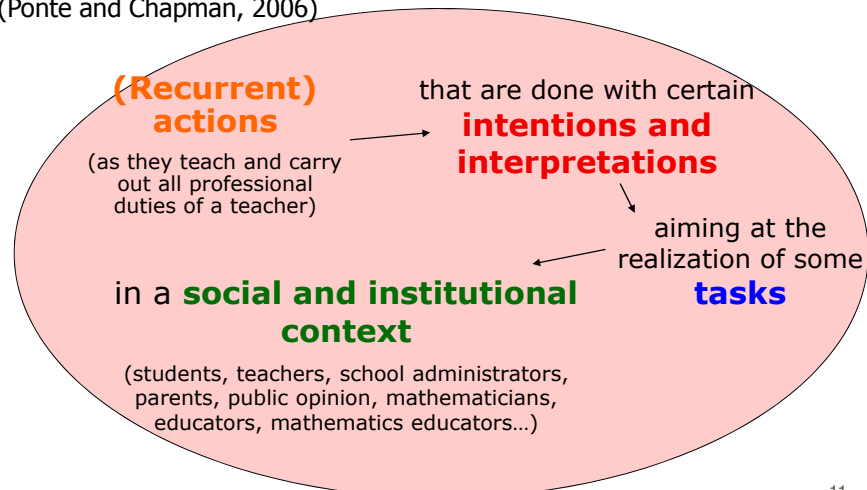 (Ponte and Chapman, 2006)
(Recurrent)
actions
(as they teach and carry
out all professional
duties of a teacher)
that are done with certain
intentions and
interpretations
aiming at the
realization of some
tasks
in a social and institutional
context
(students, teachers, school administrators,
parents, public opinion, mathematicians,
educators, mathematics educators…)
11